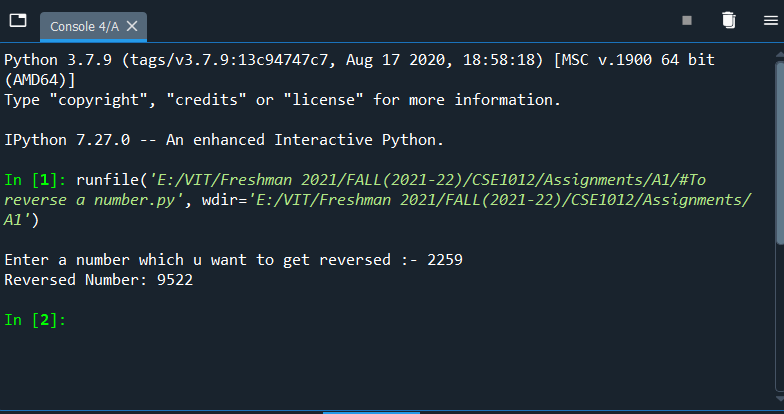 Console 4/A
Python 3.7.9 (tags/v3.7.9:13c94747c7, Aug 17 2020, 18:58:18) [MSC v.1900 64 bit
(AMD64)]
Type "copyright", "credits" or "license" for more information.
IPython 7.27.0 -- An enhanced Interactive Python.
In [1]: runfile('E:/VIT/Freshman 2021/FALL(2021-22)/CSE1012/Assignments/A1/#To
reverse a number.py', wdir='E:/VIT/Freshman 2021/FALL(2021-22)/CSE1012/Assignments/
A1')
Enter a number which u want to get reversed :- 2259
Reversed Number: 9522
In [2]: